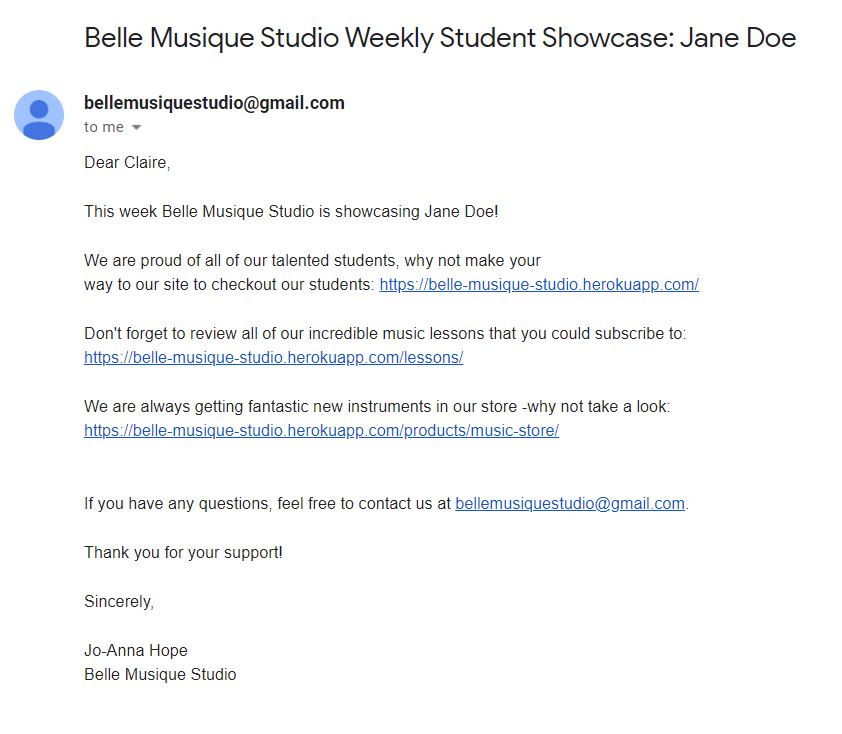 Belle Musique Studio Weekly Student Showcase: Jane Doe
bellemusiquestudio@gmail.com
to me
Dear Claire,
This week Belle Musique Studio is showcasing Jane Doe!
We are proud of all of our talented students, why not make your
way to our site to checkout our students: https://belle-musique-studio.herokuapp.com/
Don't forget to review all of our incredible music lessons that you could subscribe to:
https://belle-musique-studio.herokuapp.com/lessons/
We are always getting fantastic new instruments in our store -why not take a look:
https://belle-musique-studio.herokuapp.com/products/music-store/
If you have any questions, feel free to contact us at bellemusiquestudio@gmail.com.
Thank you for your support!
Sincerely,
Jo-Anna Hope
Belle Musique Studio